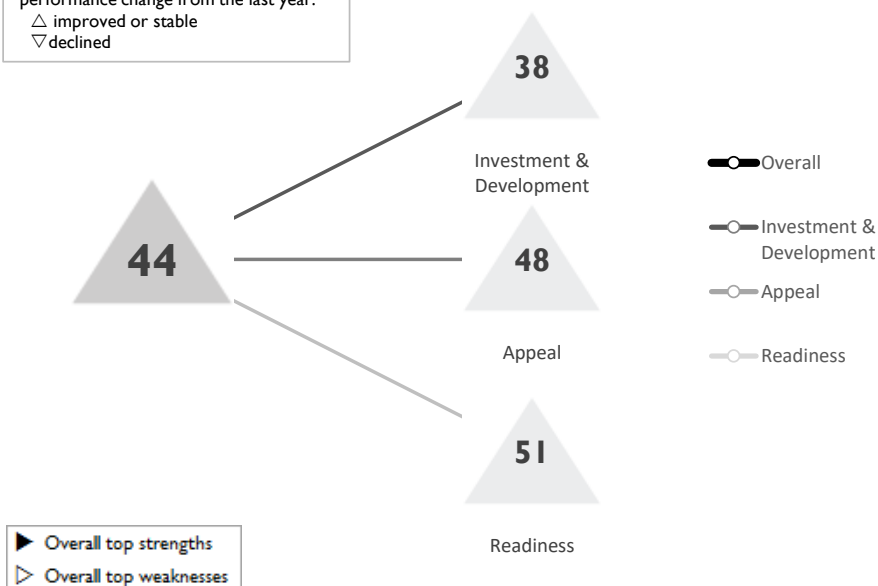 performance change from the last year:
△ improved or stable
▽declined
38
Investment &
Development
44
48
Appeal
51
Readiness
Overall
Investment &
Development
Appeal
Readiness
▶ Overall top strengths
▷ Overall top weaknesses